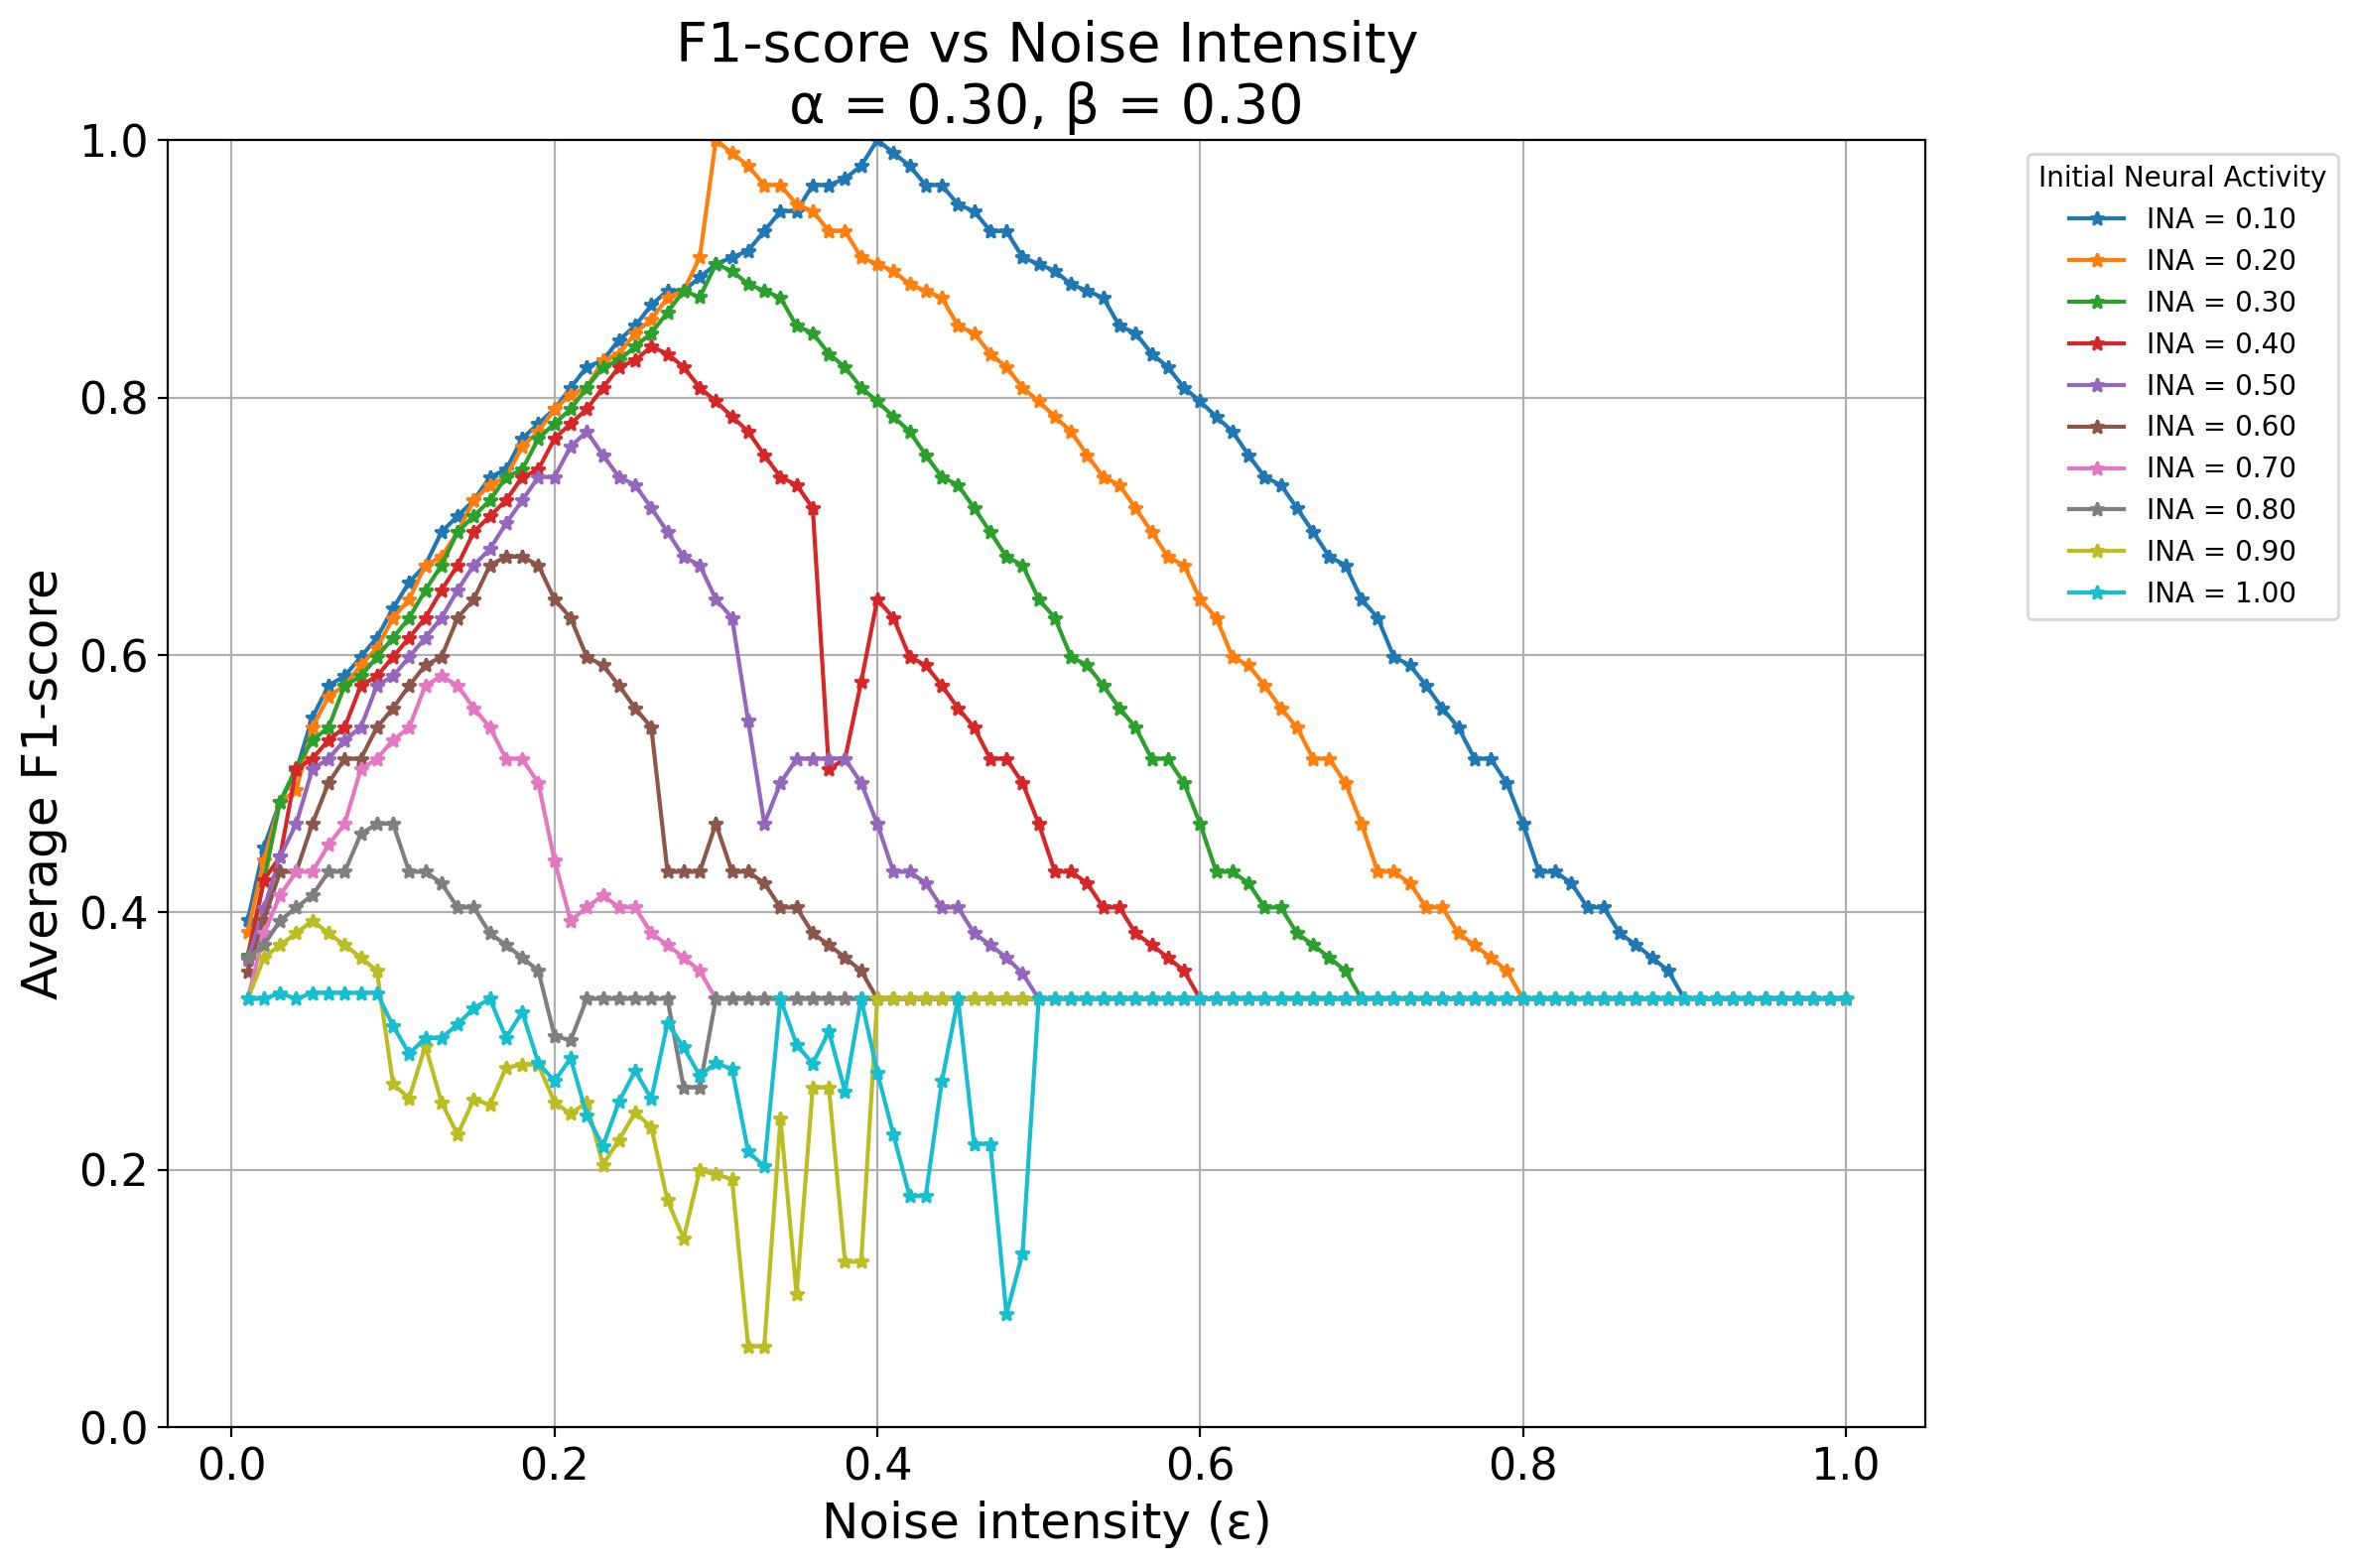 F1-score vs Noise Intensity
α = 0.30, β = 0.30
Average F1-score
1.0
0.8
0.6
0.4
0.2
0.0
0.0 0.2 0.4 0.6 0.8 1.0
Noise intensity (ε)
Initial Neural Activity
INA = 0.10
INA = 0.20
INA = 0.30
INA = 0.40
INA = 0.50
INA = 0.60
INA = 0.70
INA = 0.80
INA = 0.90
INA = 1.00